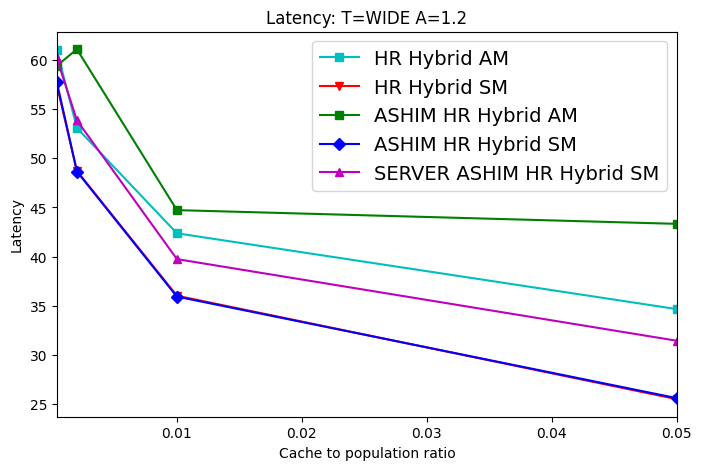 Latency: T=WIDE A=1.2
HR Hybrid AM
HR Hybrid SM
ASHIM HR Hybrid AM
ASHIM HR Hybrid SM
SERVER ASHIM HR Hybrid SM
Latency
60
55
50
45
40
35
30
25
0.01 0.02 0.03 0.04 0.05
Cache to population ratio